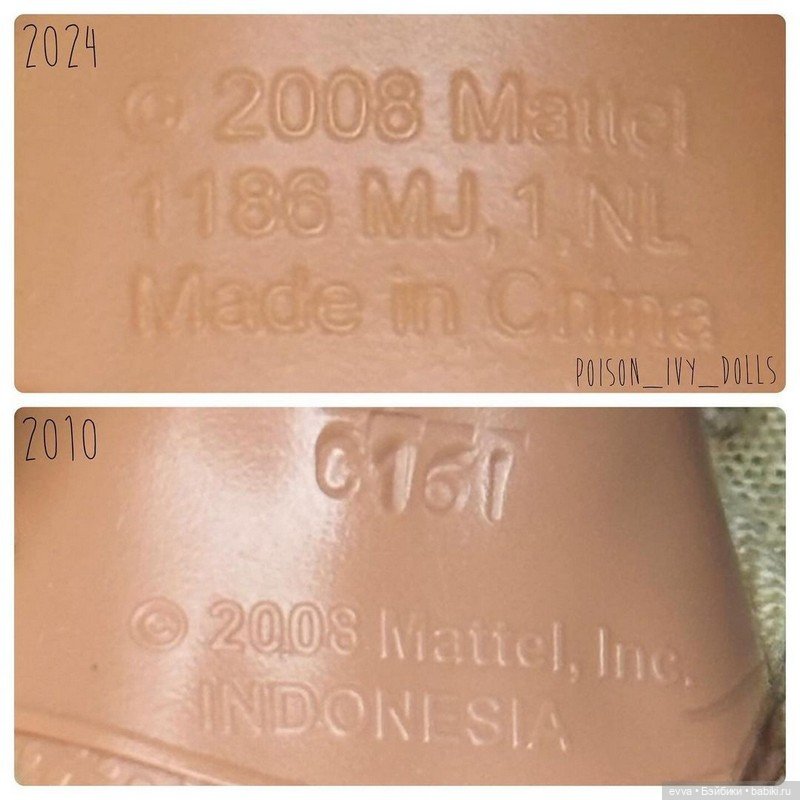 2024
© 2008 Mattel
1186 MJ,1,NL
Made in China
POISON_IVY_DOLLS
2010
C161
© 2008 Mattel, Inc.
INDONESIA
evva • Бэйбики • babiki.ru